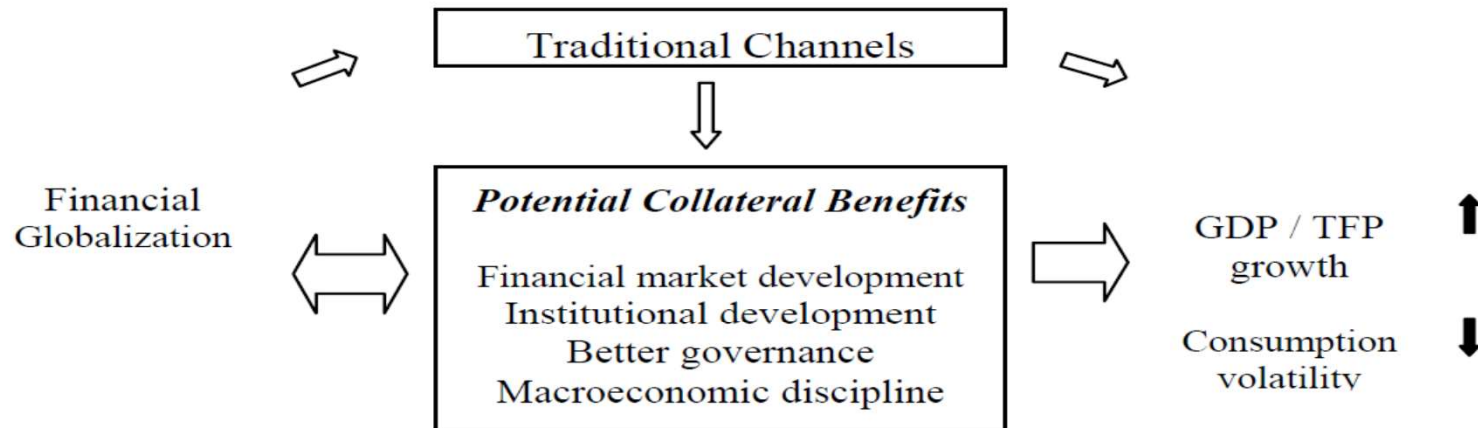 Traditional Channels
Financial
Globalization
Potential Collateral Benefits
Financial market development
Institutional development
Better governance
Macroeconomic discipline
GDP / TFP
growth
Consumption
volatility